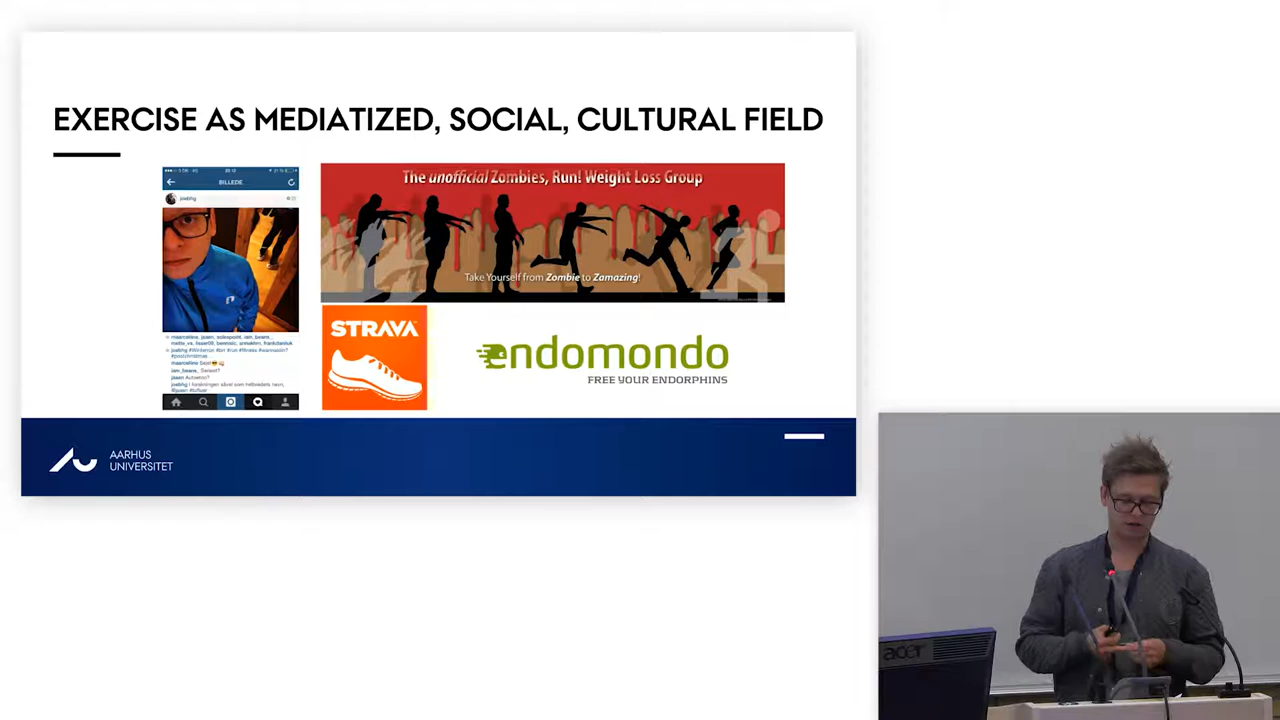 EXERCISE AS MEDIATIZED, SOCIAL, CULTURAL FIELD
BILLEDE
joebhg
The unofficial Zombies, Run! Weight Loss Group
Take Yourself from Zombie to Zamazing!
STRAVA
endomondo
FREE YOUR ENDORPHINS
AARHUS
UNIVERSITET
acer